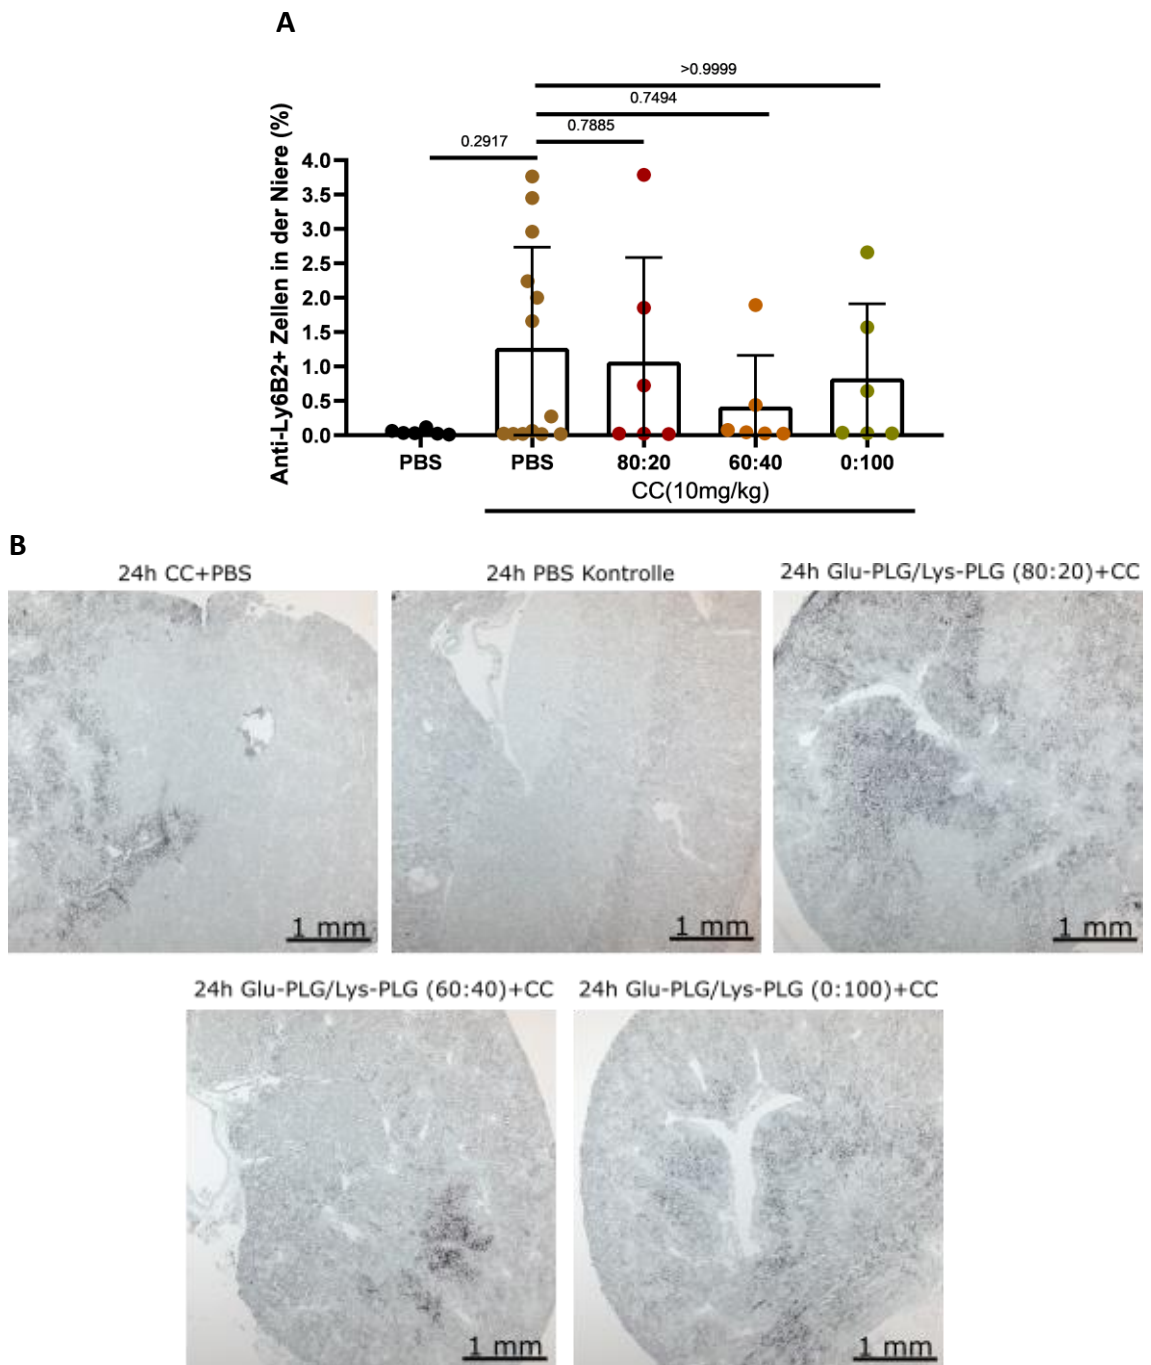 A
>0.9999
0.7494
0.7885
0.2917
Anti-Ly6B2+ Zellen in der Niere (%)
4.0
3.5
3.0
2.5
2.0
1.5
1.0
0.5
0.0
PBS PBS 80:20 60:40 0:100
CC(10mg/kg)
B
24h CC+PBS
24h PBS Kontrolle
24h Glu-PLG/Lys-PLG (80:20)+CC
1 mm
1 mm
1 mm
24h Glu-PLG/Lys-PLG (60:40)+CC
24h Glu-PLG/Lys-PLG (0:100)+CC
1 mm
1 mm